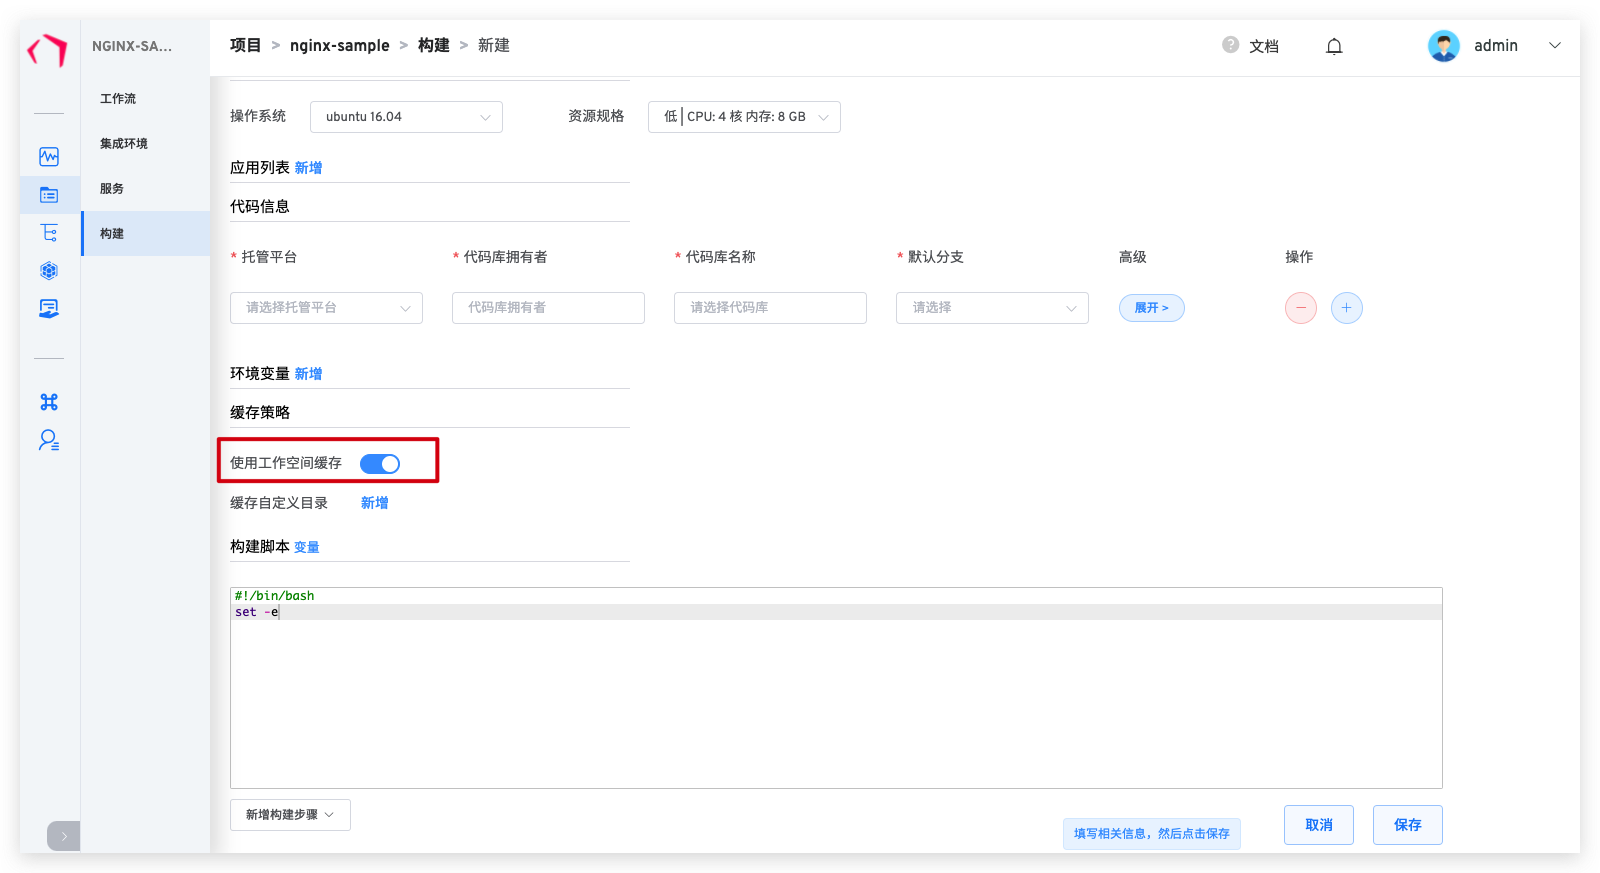 NGINX-SA...
工作流
集成环境
服务
构建
项目 > nginx-sample > 构建 > 新建
? 文档
admin
操作系统 ubuntu 16.04 资源规格 低 | CPU: 4 核 内存: 8 GB
应用列表 新增
代码信息
* 托管平台 * 代码库拥有者 * 代码库名称 * 默认分支 高级 操作
请选择托管平台 代码库拥有者 请选择代码库 请选择 展开 > − +
环境变量 新增
缓存策略
使用工作空间缓存
缓存自定义目录 新增
构建脚本 变量
#!/bin/bash
set -e
新增构建步骤
填写相关信息，然后点击保存
取消
保存